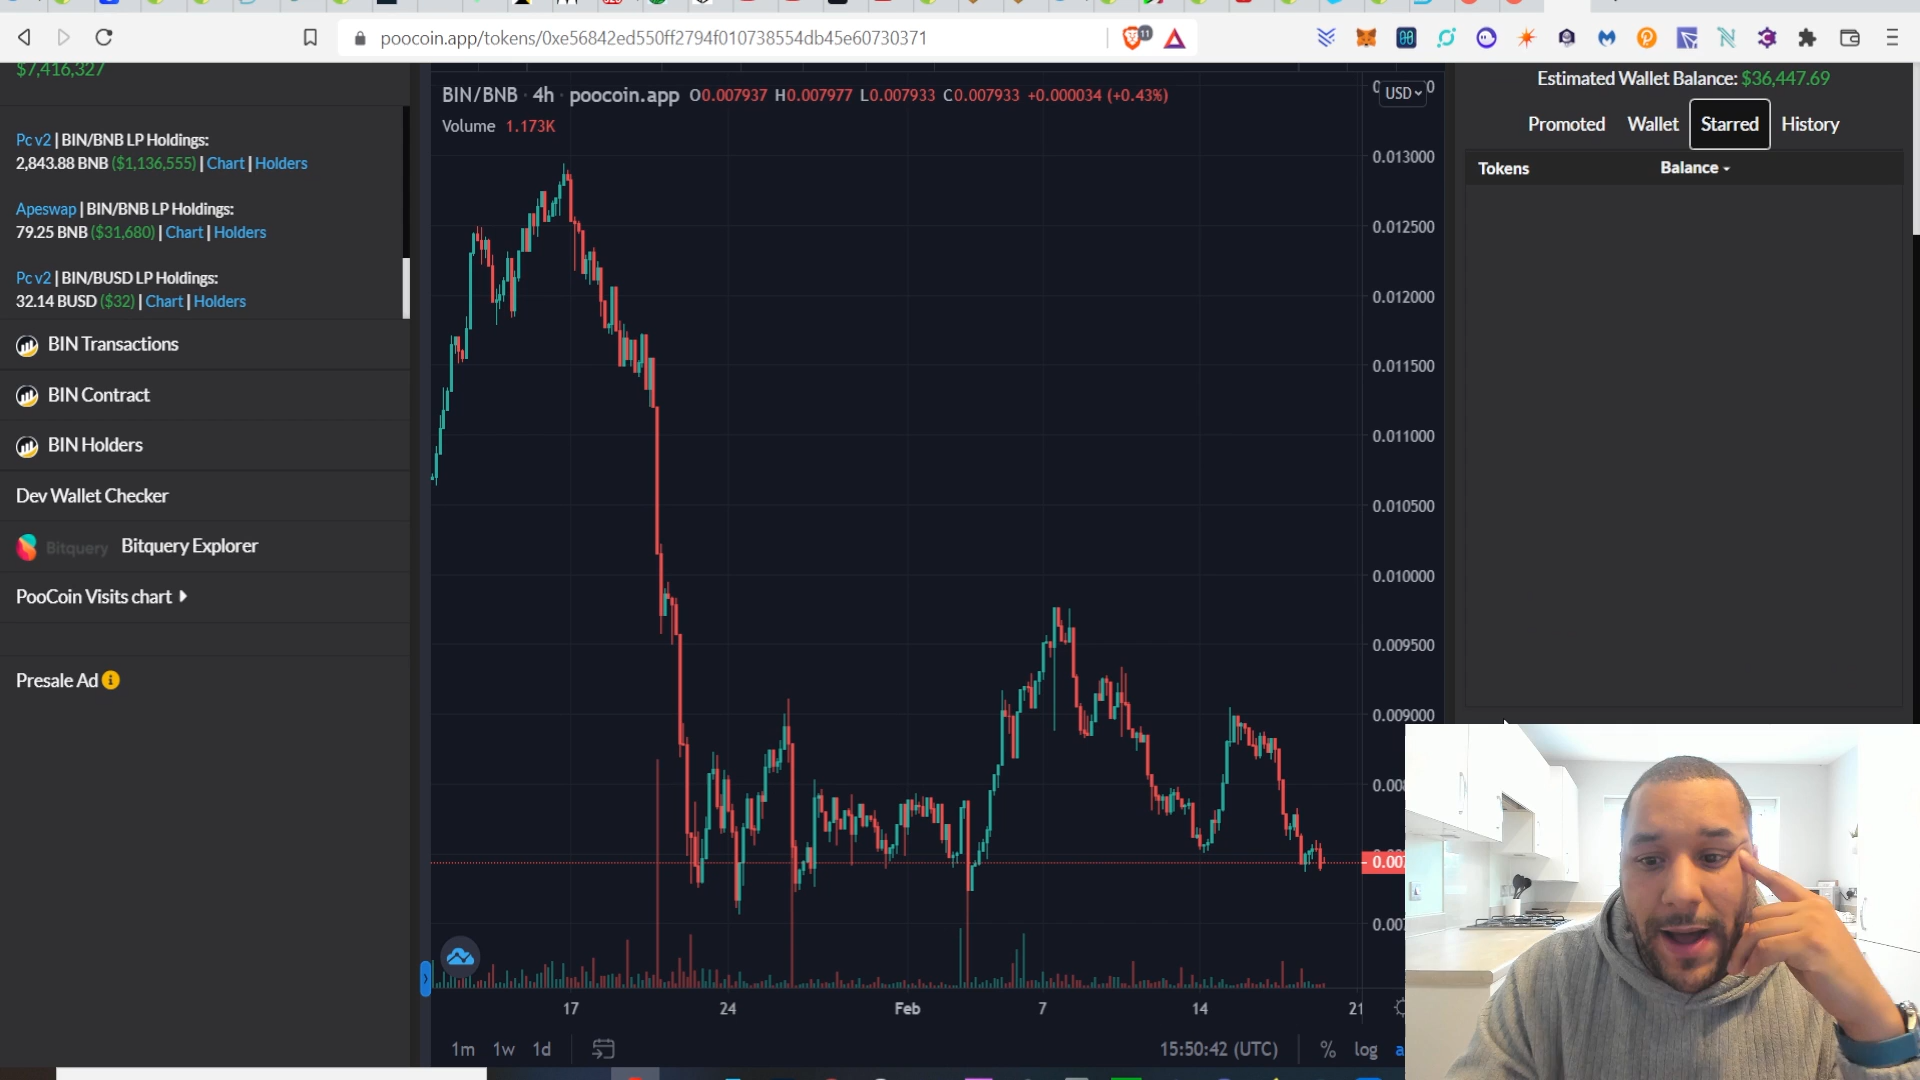 poocoin.app/tokens/0xe56842ed550ff2794f010738554db45e60730371
11
$7,416,327
Pc v2 | BIN/BNB LP Holdings:
2,843.88 BNB ($1,136,555) | Chart | Holders
Apeswap | BIN/BNB LP Holdings:
79.25 BNB ($31,680) | Chart | Holders
Pc v2 | BIN/BUSD LP Holdings:
32.14 BUSD ($32) | Chart | Holders
BIN Transactions
BIN Contract
BIN Holders
Dev Wallet Checker
Bitquery Bitquery Explorer
PooCoin Visits chart
Presale Ad
BIN/BNB · 4h · poocoin.app O0.007937 H0.007977 L0.007933 C0.007933 +0.000034 (+0.43%)
Volume 1.173K
USD
0.013000
0.012500
0.012000
0.011500
0.011000
0.010500
0.010000
0.009500
0.009000
17 24 Feb 7 14 21
1m 1w 1d
15:50:42 (UTC) % log
Estimated Wallet Balance: $36,447.69
Promoted Wallet Starred History
Tokens Balance